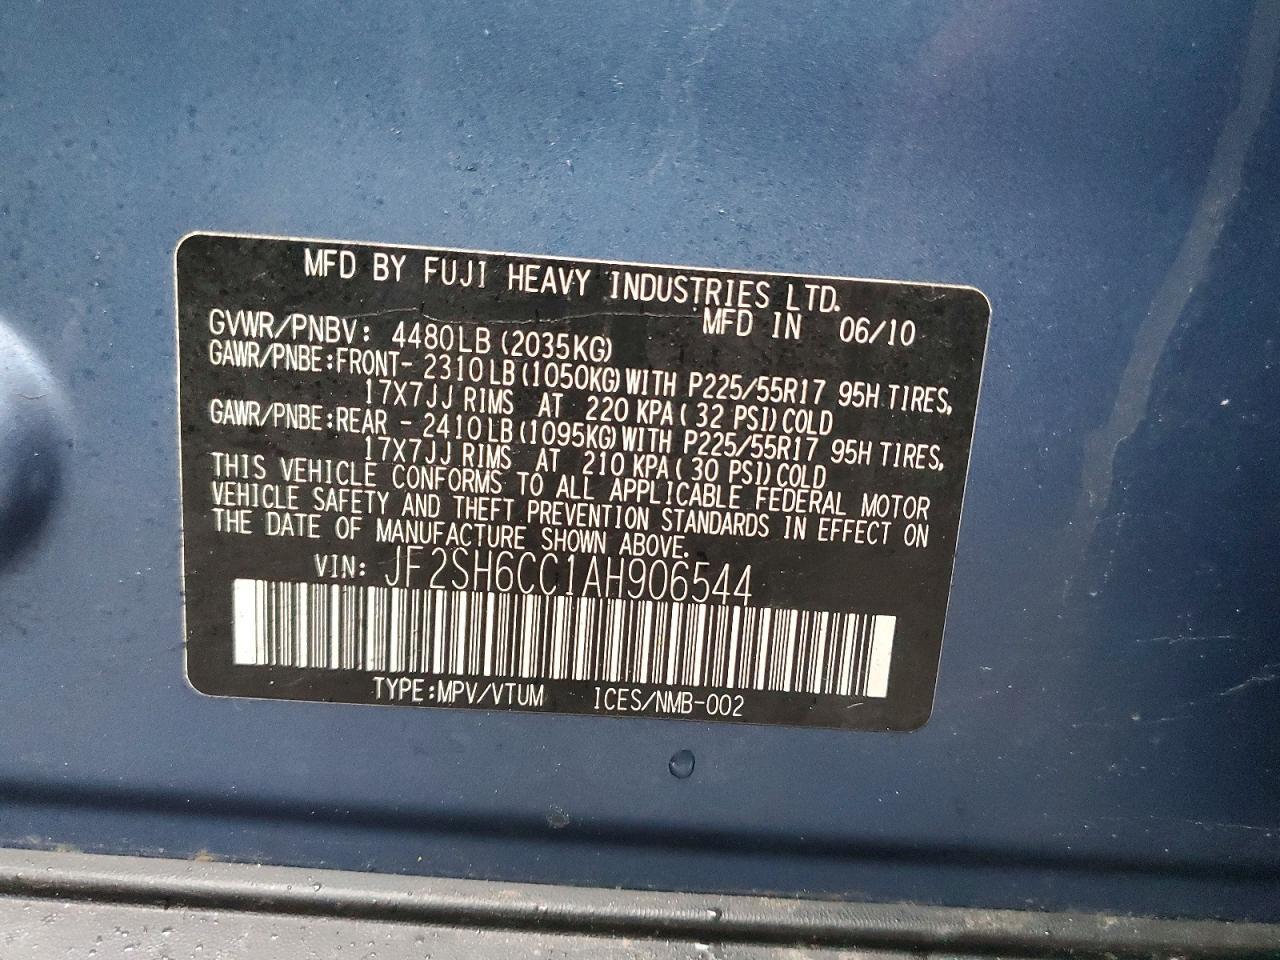 MFD BY FUJI HEAVY INDUSTRIES LTD.
MFD IN 06/10
GVWR/PNBV: 4480LB (2035KG)
GAWR/PNBE:FRONT- 2310LB(1050KG)WITH P225/55R17 95H TIRES,
17X7JJ RIMS AT 220 KPA(32 PSI)COLD
GAWR/PNBE:REAR - 2410LB(1095KG)WITH P225/55R17 95H TIRES,
17X7JJ RIMS AT 210 KPA(30 PSI)COLD
THIS VEHICLE CONFORMS TO ALL APPLICABLE FEDERAL MOTOR
VEHICLE SAFETY AND THEFT PREVENTION STANDARDS IN EFFECT ON
THE DATE OF MANUFACTURE SHOWN ABOVE.
VIN: JF2SH6CC1AH906544
TYPE:MPV/VTUM ICES/NMB-002